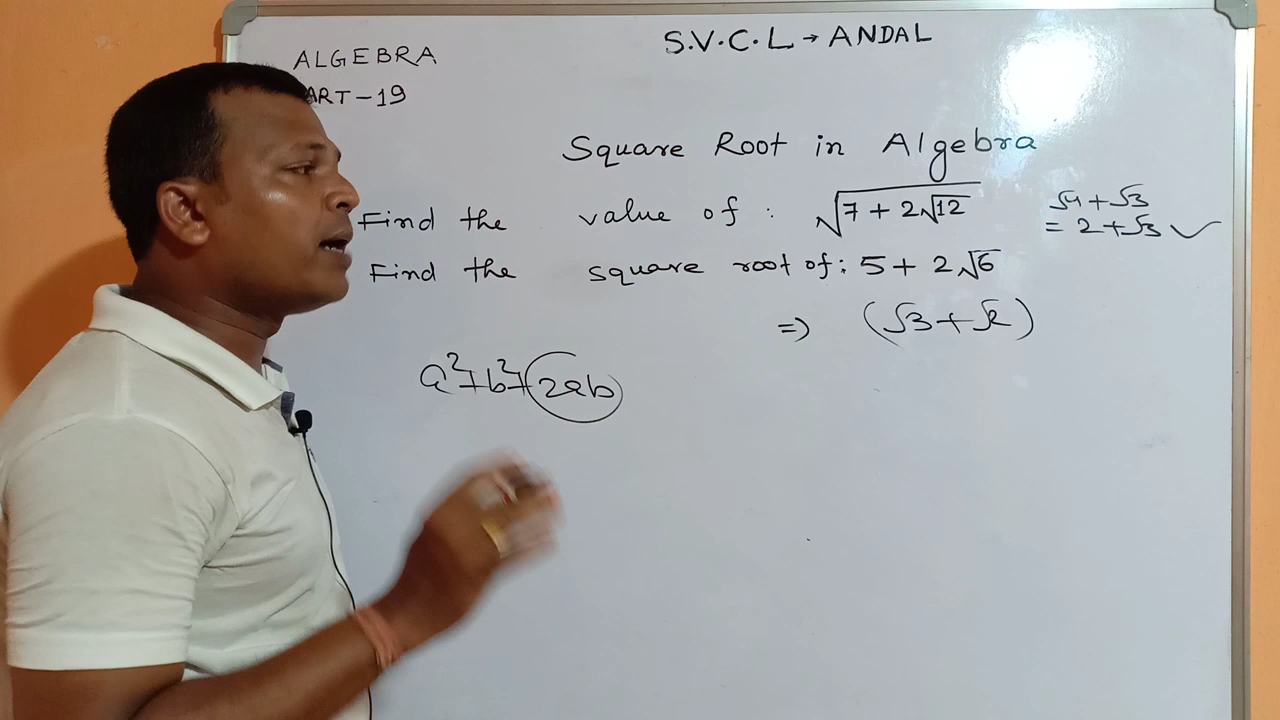 S.V.C.L → ANDAL
ALGEBRA
ART-19
Square Root in Algebra
Find the value of : √(7 + 2√12)
√4 + √3
= 2 + √3 ✓
Find the square root of : 5 + 2√6
=> (√3 + √2)
a²+b²+2ab